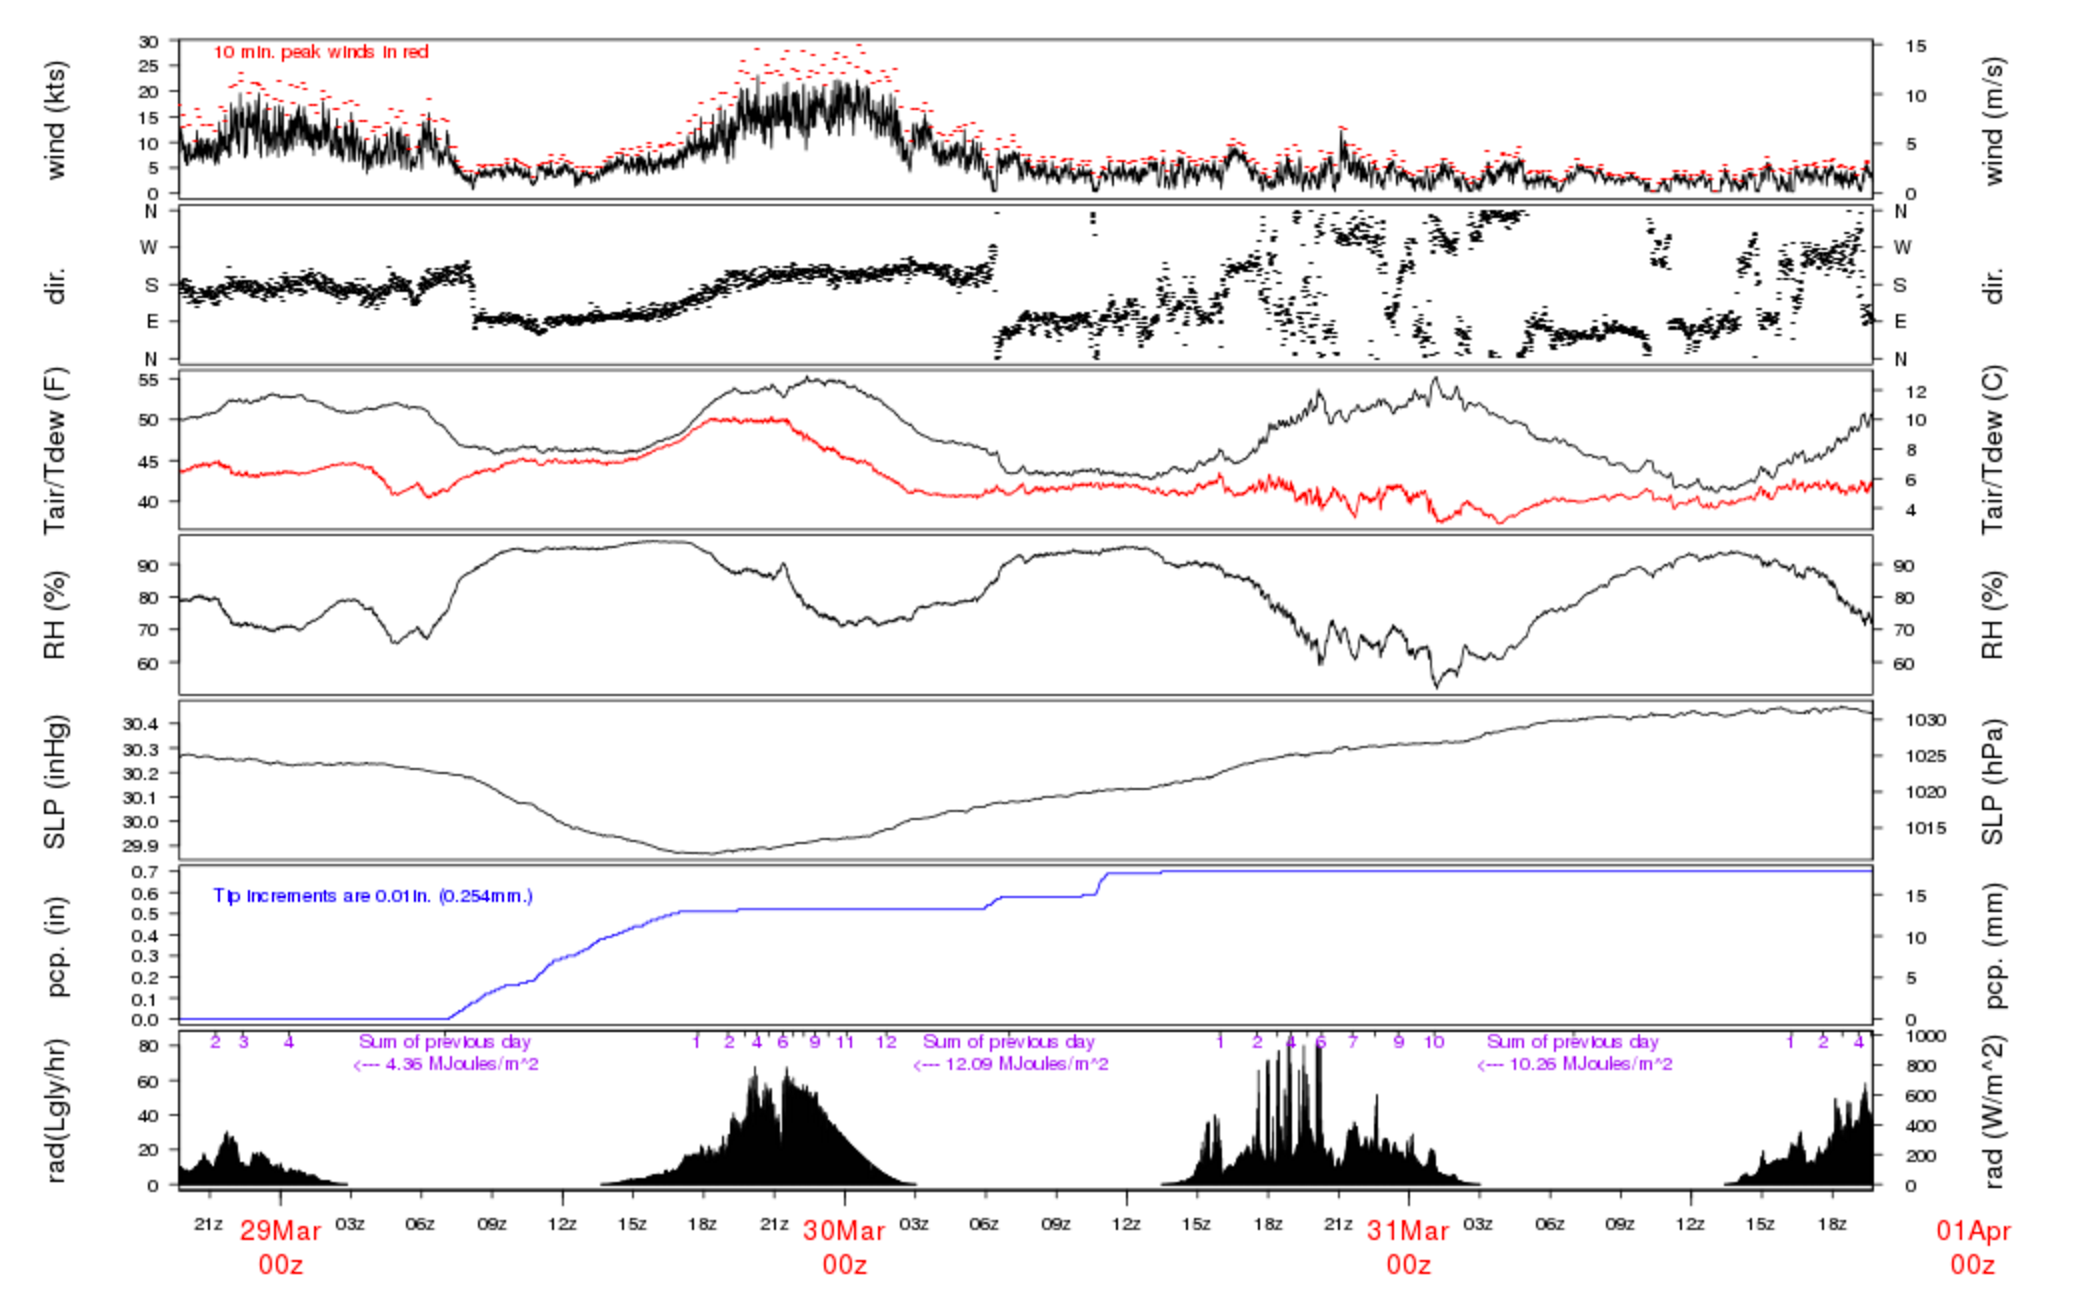 wind (kts)
30
25
20
15
10
5
0
10 min. peak winds in red
15
10
5
0
wind (m/s)
dir.
N
W
S
E
N
N
W
S
E
N
dir.
Tair/Tdew (F)
55
50
45
40
12
10
8
6
4
Tair/Tdew (C)
RH (%)
90
80
70
60
90
80
70
60
RH (%)
SLP (inHg)
30.4
30.3
30.2
30.1
30.0
29.9
1030
1025
1020
1015
SLP (hPa)
pcp. (in)
0.7
0.6
0.5
0.4
0.3
0.2
0.1
0.0
Tip increments are 0.01in. (0.254mm.)
15
10
5
0
pcp. (mm)
rad(Lgly/hr)
80
60
40
20
0
2 3 4 Sum of previous day 1 2 4 6 9 11 12 Sum of previous day 1 2 4 6 7 9 10 Sum of previous day 1 2 4
<--- 4.36 MJoules/m^2 <--- 12.09 MJoules/m^2 <--- 10.26 MJoules/m^2
1000
800
600
400
200
0
rad (W/m^2)
21z 29Mar 03z 06z 09z 12z 15z 18z 21z 30Mar 03z 06z 09z 12z 15z 18z 21z 31Mar 03z 06z 09z 12z 15z 18z 01Apr
00z 00z 00z 00z